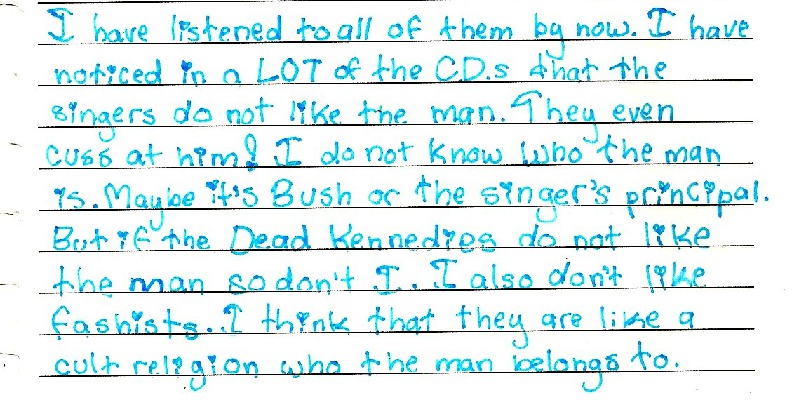 I have listened to all of them by now. I have
noticed in a LOT of the CD.s that the
singers do not like the man. They even
cuss at him! I do not know who the man
is. Maybe it's Bush or the singer's principal.
But if the Dead Kennedies do not like
the man so don't I. I also don't like
fashists. I think that they are like a
cult religion who the man belongs to.